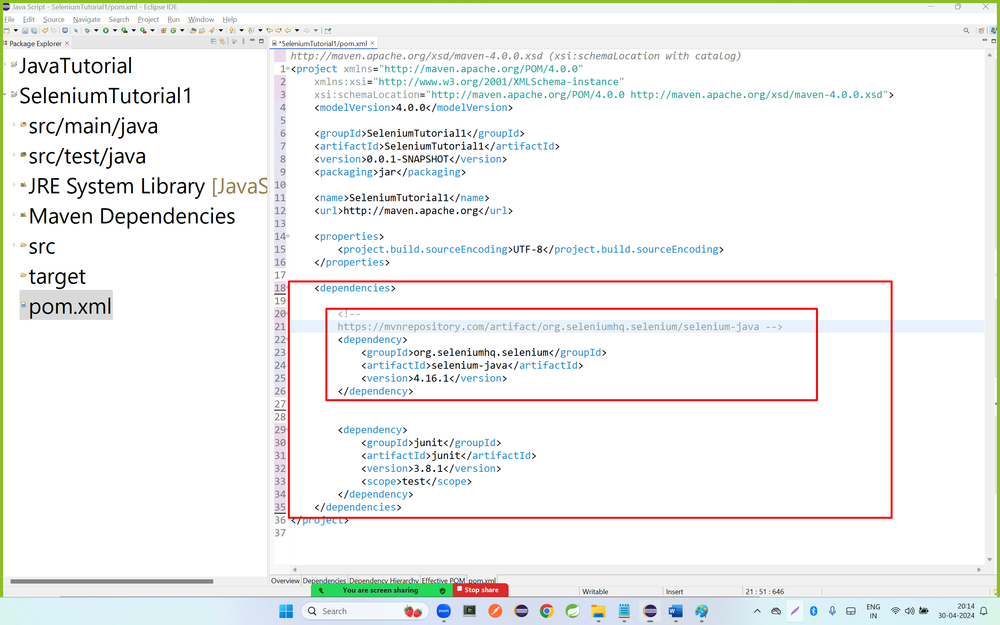 Java Script - SeleniumTutorial1/pom.xml - Eclipse IDE
File Edit Source Navigate Search Project Run Window Help
Package Explorer
JavaTutorial
SeleniumTutorial1
src/main/java
src/test/java
JRE System Library [JavaS
Maven Dependencies
src
target
pom.xml
*SeleniumTutorial1/pom.xml
http://maven.apache.org/xsd/maven-4.0.0.xsd (xsi:schemaLocation with catalog)
1 <project xmlns="http://maven.apache.org/POM/4.0.0"
2     xmlns:xsi="http://www.w3.org/2001/XMLSchema-instance"
3     xsi:schemaLocation="http://maven.apache.org/POM/4.0.0 http://maven.apache.org/xsd/maven-4.0.0.xsd">
4     <modelVersion>4.0.0</modelVersion>
5
6     <groupId>SeleniumTutorial1</groupId>
7     <artifactId>SeleniumTutorial1</artifactId>
8     <version>0.0.1-SNAPSHOT</version>
9     <packaging>jar</packaging>
10
11     <name>SeleniumTutorial1</name>
12     <url>http://maven.apache.org</url>
13
14     <properties>
15         <project.build.sourceEncoding>UTF-8</project.build.sourceEncoding>
16     </properties>
17
18     <dependencies>
19
20         <!--
21         https://mvnrepository.com/artifact/org.seleniumhq.selenium/selenium-java -->
22         <dependency>
23             <groupId>org.seleniumhq.selenium</groupId>
24             <artifactId>selenium-java</artifactId>
25             <version>4.16.1</version>
26         </dependency>
27
28
29         <dependency>
30             <groupId>junit</groupId>
31             <artifactId>junit</artifactId>
32             <version>3.8.1</version>
33             <scope>test</scope>
34         </dependency>
35     </dependencies>
36 </project>
37
Overview Dependencies Dependency Hierarchy Effective POM pom.xml
You are screen sharing Stop share
Writable Insert 21 : 51 : 646
Search
zoom
ENG
IN
20:14
30-04-2024